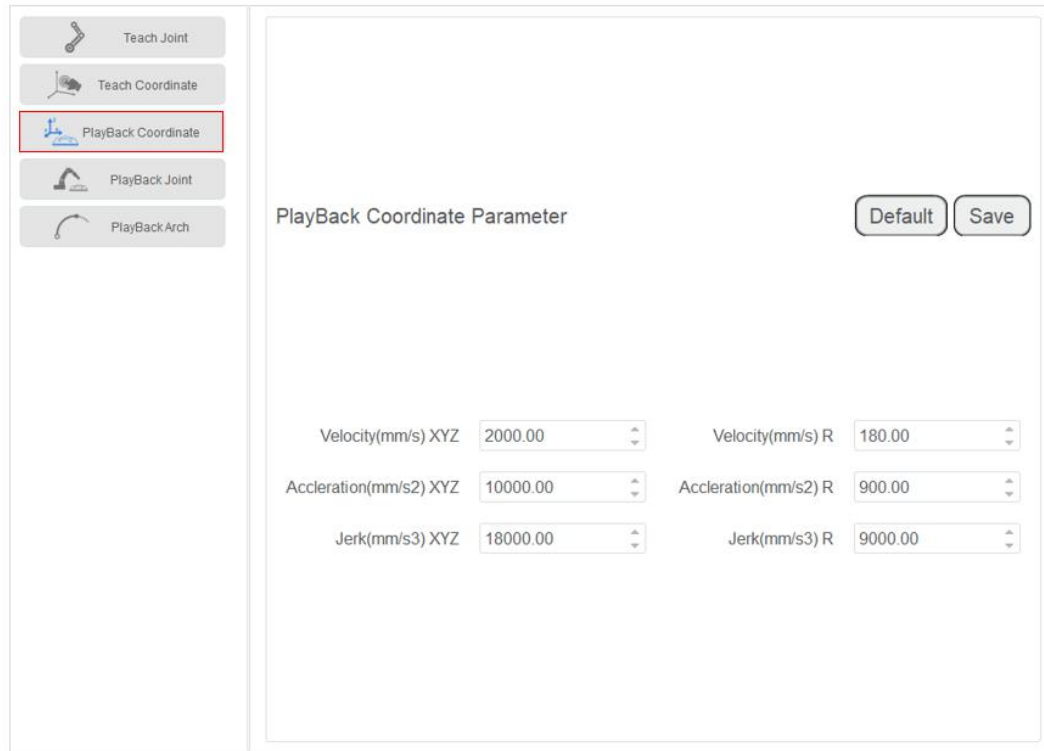 Teach Joint
Teach Coordinate
PlayBack Coordinate
PlayBack Joint
PlayBack Arch
PlayBack Coordinate Parameter
Default
Save
Velocity(mm/s) XYZ 2000.00 Velocity(mm/s) R 180.00
Accleration(mm/s2) XYZ 10000.00 Accleration(mm/s2) R 900.00
Jerk(mm/s3) XYZ 18000.00 Jerk(mm/s3) R 9000.00